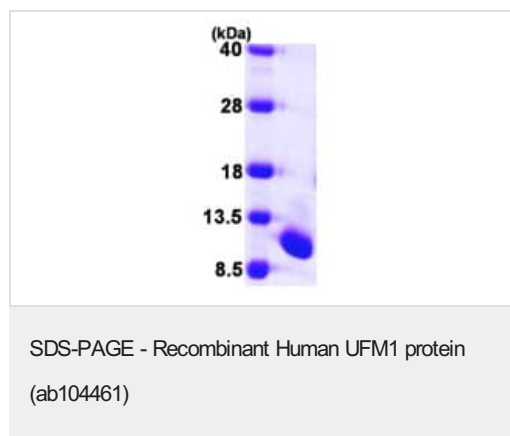 (kDa)
40
28
18
13.5
8.5
SDS-PAGE - Recombinant Human UFM1 protein
(ab104461)